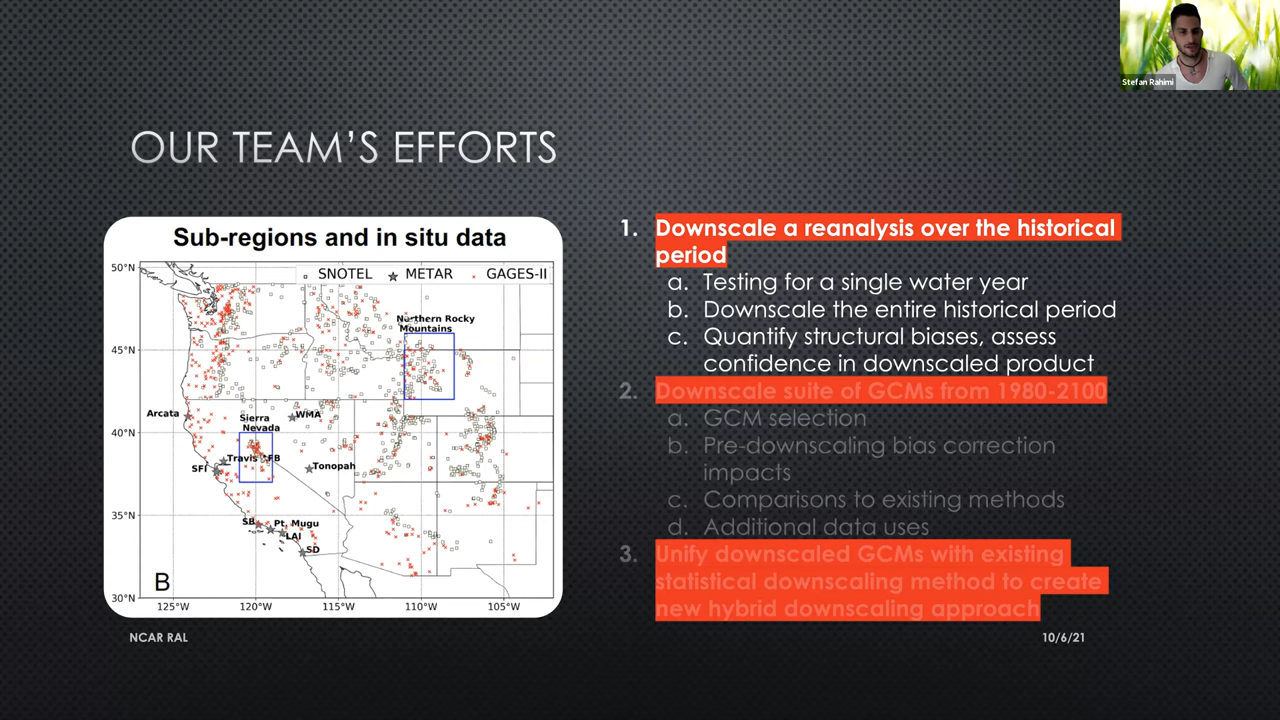 Stefan Rahimi
OUR TEAM'S EFFORTS
Sub-regions and in situ data
SNOTEL METAR GAGES-II
50°N
45°N
40°N
35°N
30°N
125°W 120°W 115°W 110°W 105°W
Northern Rocky
Mountains
Arcata
WMA
Sierra
Nevada
Travis AFB
SFI
Tonopah
SB
Pt. Mugu
LAI
SD
B
1. Downscale a reanalysis over the historical
period
a. Testing for a single water year
b. Downscale the entire historical period
c. Quantify structural biases, assess
confidence in downscaled product
2. Downscale suite of GCMs from 1980-2100
a. GCM selection
b. Pre-downscaling bias correction
impacts
c. Comparisons to existing methods
d. Additional data uses
3. Unify downscaled GCMs with existing
statistical downscaling method to create
new hybrid downscaling approach
NCAR RAL
10/6/21